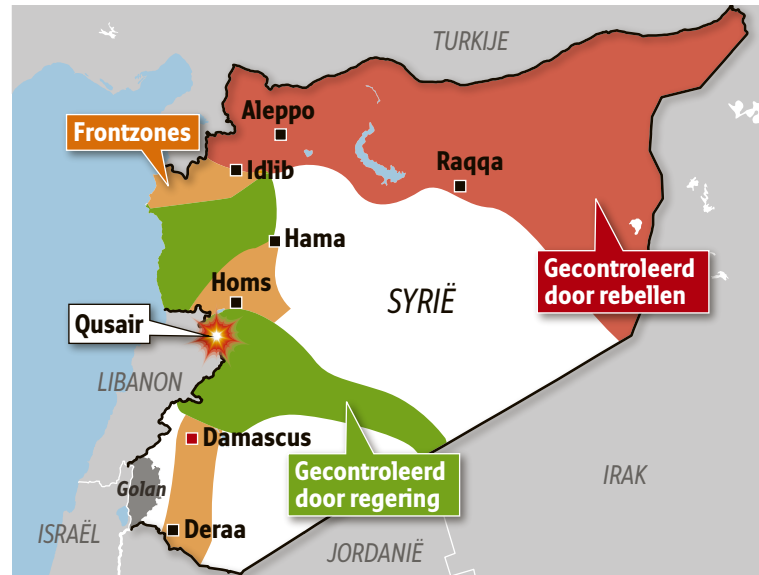 TURKIJE
Aleppo
Frontzones
Idlib
Raqqa
Hama
Gecontroleerd
door rebellen
Homs
SYRIË
Qusair
LIBANON
Damascus
Gecontroleerd
door regering
IRAK
Golan
ISRAËL
Deraa
JORDANIË